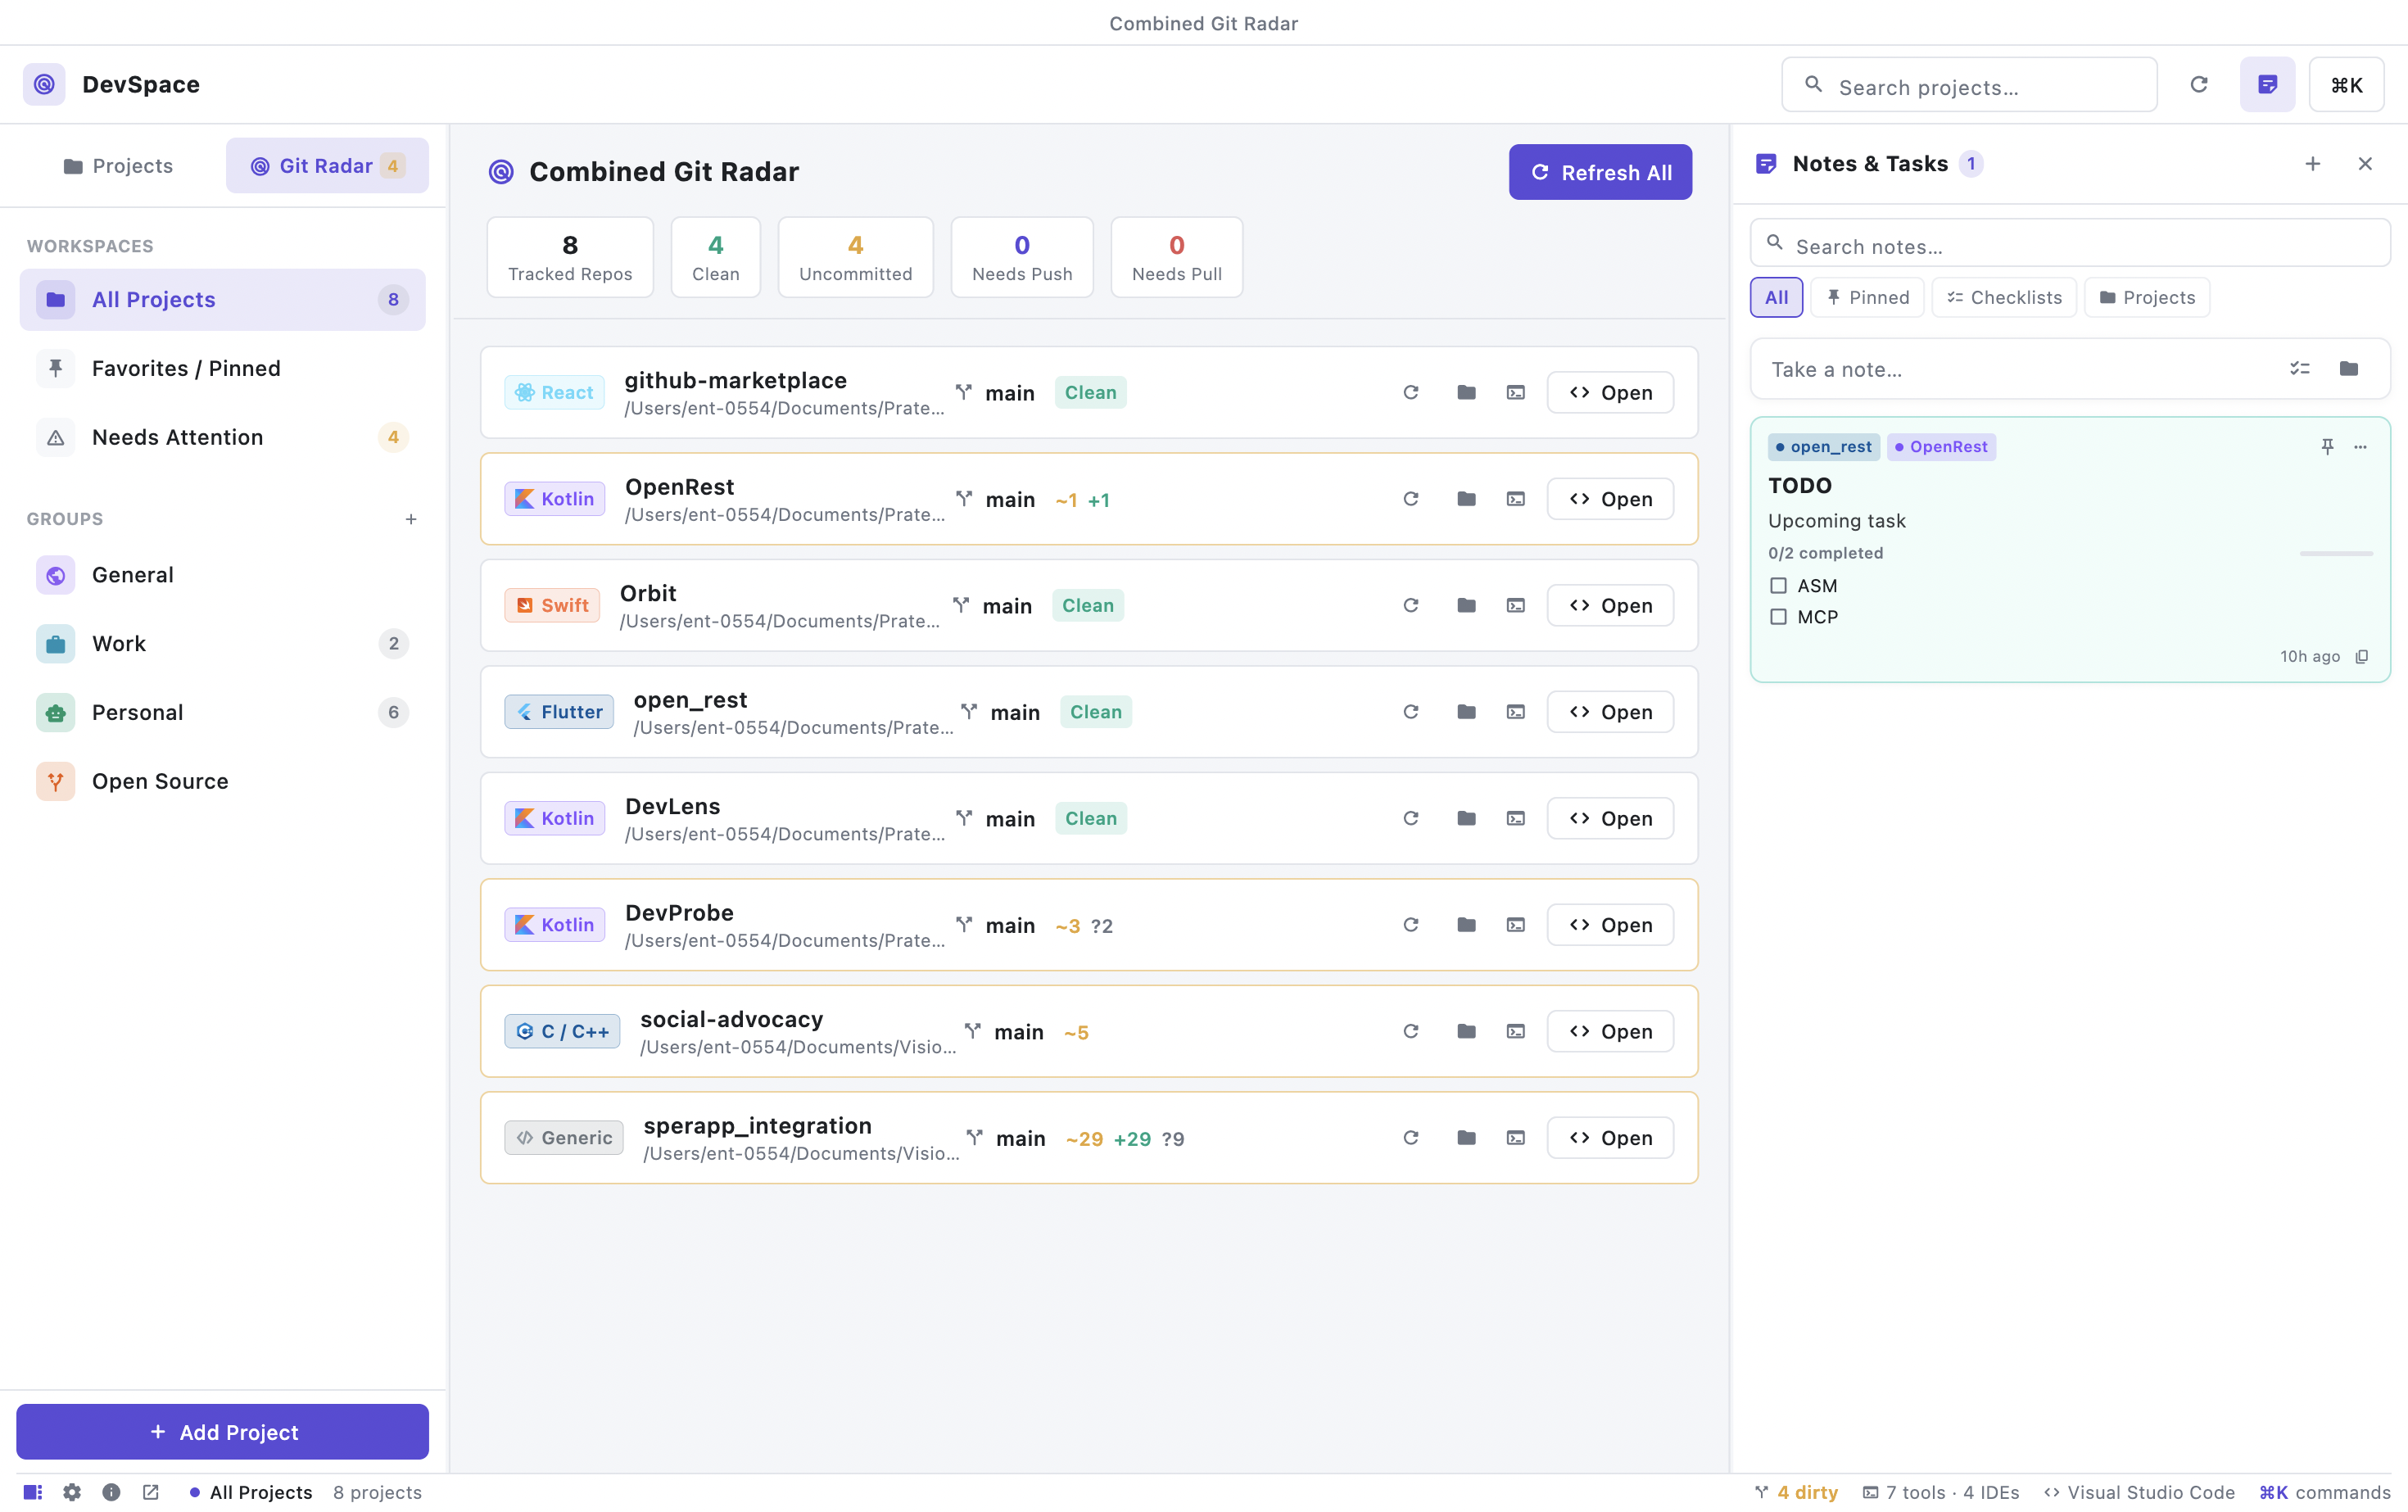 Combined Git Radar
DevSpace
Search projects...
⌘K
Projects
Git Radar 4
WORKSPACES
All Projects 8
Favorites / Pinned
Needs Attention 4
GROUPS
General
Work 2
Personal 6
Open Source
Add Project
Combined Git Radar
Refresh All
8
Tracked Repos
4
Clean
4
Uncommitted
0
Needs Push
0
Needs Pull
React
github-marketplace
/Users/ent-0554/Documents/Prate...
main Clean
Open
Kotlin
OpenRest
/Users/ent-0554/Documents/Prate...
main ~1 +1
Open
Swift
Orbit
/Users/ent-0554/Documents/Prate...
main Clean
Open
Flutter
open_rest
/Users/ent-0554/Documents/Prate...
main Clean
Open
Kotlin
DevLens
/Users/ent-0554/Documents/Prate...
main Clean
Open
Kotlin
DevProbe
/Users/ent-0554/Documents/Prate...
main ~3 ?2
Open
C / C++
social-advocacy
/Users/ent-0554/Documents/Visio...
main ~5
Open
Generic
sperapp_integration
/Users/ent-0554/Documents/Visio...
main ~29 +29 ?9
Open
Notes & Tasks 1
Search notes...
All Pinned Checklists Projects
Take a note...
open_rest OpenRest
TODO
Upcoming task
0/2 completed
ASM
MCP
10h ago
All Projects 8 projects
4 dirty 7 tools · 4 IDEs Visual Studio Code ⌘K commands